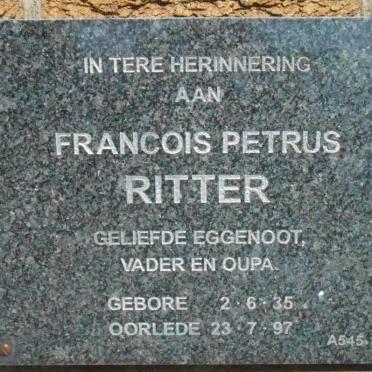 IN TERE HERINNERING
AAN
FRANCOIS PETRUS
RITTER
GELIEFDE EGGENOOT,
VADER EN OUPA.
GEBORE 2·6·35
OORLEDE 23·7·97
A545